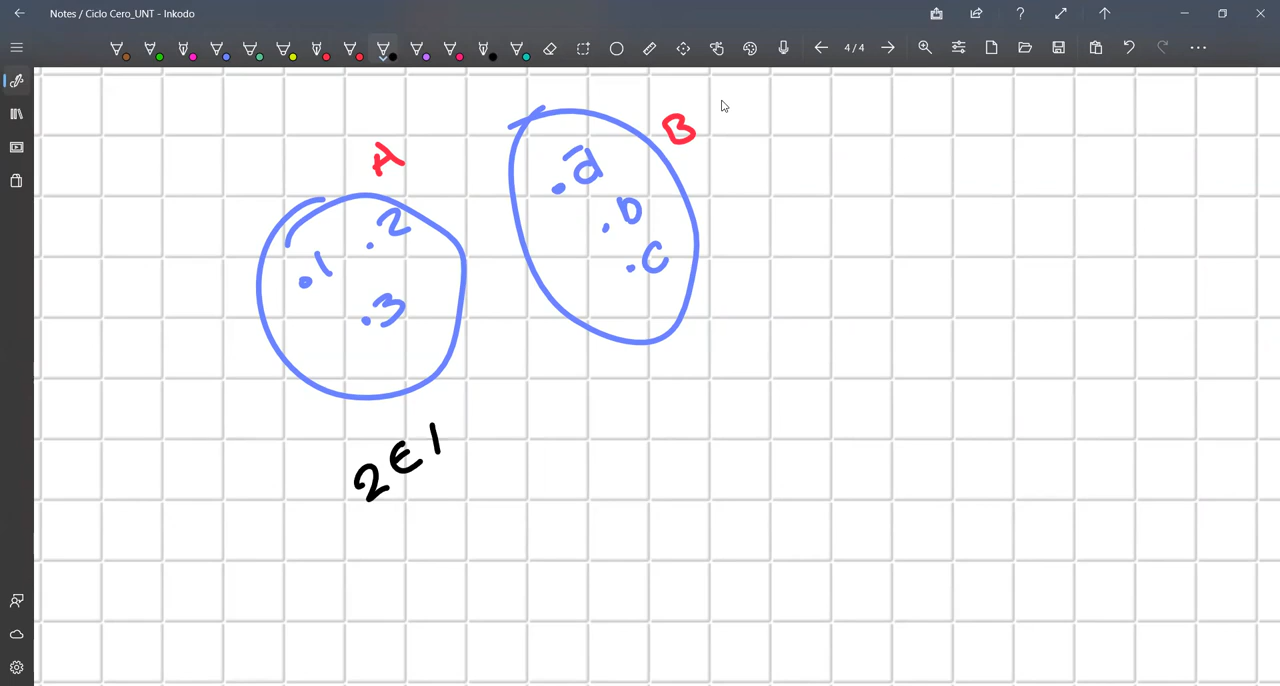 Notes / Ciclo Cero_UNT - Inkodo
4/4
A
B
1
2
3
a
b
c
2 ∈ 1